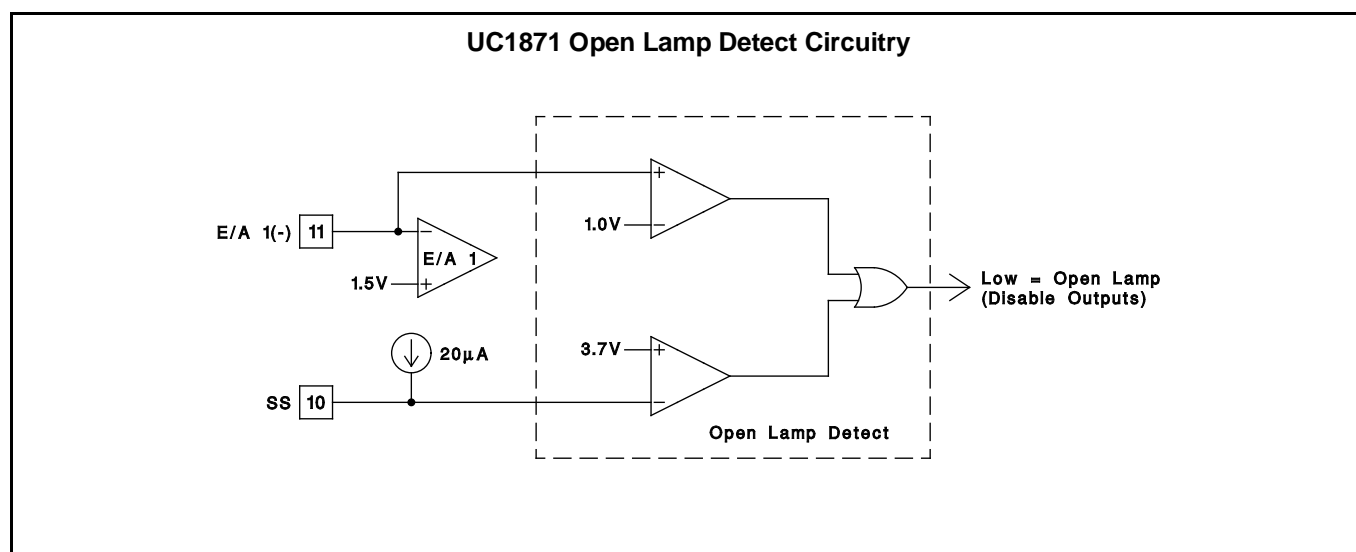 UC1871 Open Lamp Detect Circuitry
E/A 1(-) 11
E/A 1
−
+
1.5V
+
−
1.0V
Low = Open Lamp
(Disable Outputs)
20μA
SS 10
3.7V
+
−
Open Lamp Detect